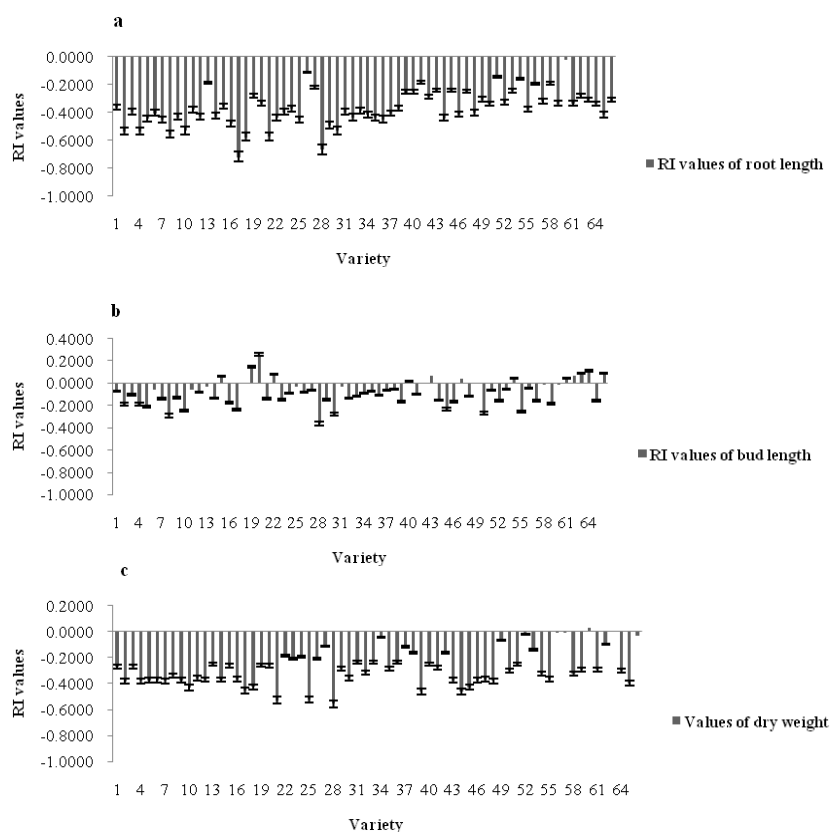 a
0.0000
-0.2000
-0.4000
-0.6000
-0.8000
-1.0000
RI values
1 4 7 10 13 16 19 22 25 28 31 34 37 40 43 46 49 52 55 58 61 64
Variety
RI values of root length
b
0.4000
0.2000
0.0000
-0.2000
-0.4000
-0.6000
-0.8000
-1.0000
RI values
1 4 7 10 13 16 19 22 25 28 31 34 37 40 43 46 49 52 55 58 61 64
Variety
RI values of bud length
c
0.2000
0.0000
-0.2000
-0.4000
-0.6000
-0.8000
-1.0000
RI values
1 4 7 10 13 16 19 22 25 28 31 34 37 40 43 46 49 52 55 58 61 64
Variety
Values of dry weight